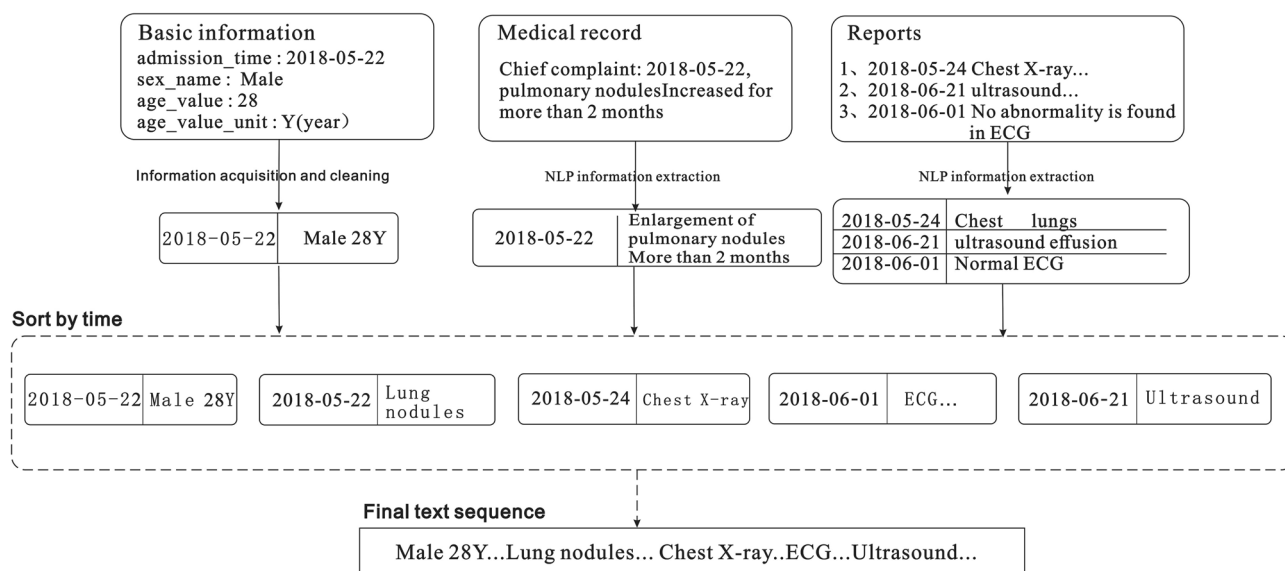 Basic information
admission_time : 2018-05-22
sex_name : Male
age_value : 28
age_value_unit : Y(year）
Medical record
Chief complaint: 2018-05-22,
pulmonary nodulesIncreased for
more than 2 months
Reports
1、2018-05-24 Chest X-ray...
2、2018-06-21 ultrasound...
3、2018-06-01 No abnormality is found
in ECG
Information acquisition and cleaning
NLP information extraction
NLP information extraction
2018-05-22 Male 28Y
2018-05-22
Enlargement of
pulmonary nodules
More than 2 months
2018-05-24 Chest lungs
2018-06-21 ultrasound effusion
2018-06-01 Normal ECG
Sort by time
2018-05-22 Male 28Y
2018-05-22 Lung
nodules
2018-05-24 Chest X-ray
2018-06-01 ECG...
2018-06-21 Ultrasound
Final text sequence
Male 28Y...Lung nodules... Chest X-ray..ECG...Ultrasound...